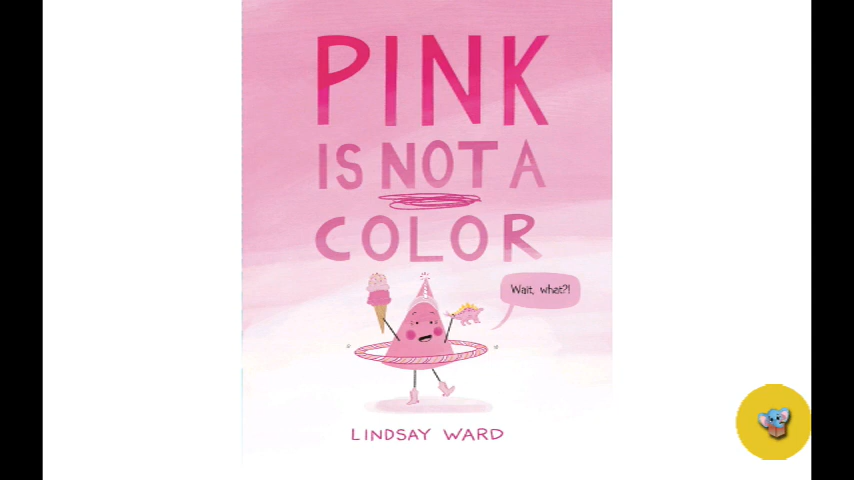 PINK
IS NOT A
COLOR
Wait, what?!
LINDSAY WARD